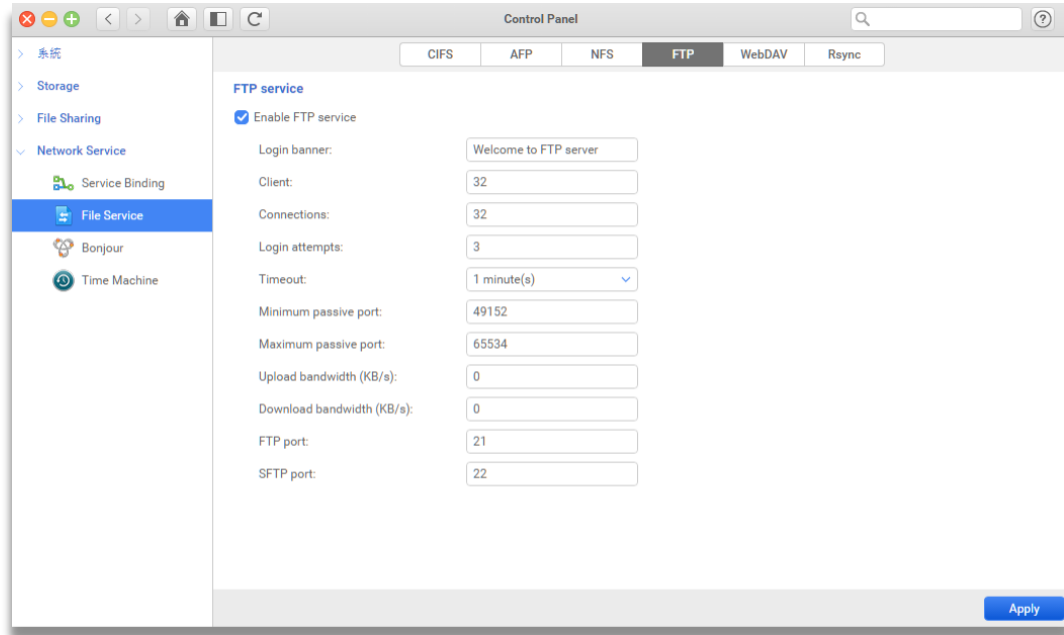 Control Panel
系統
Storage
File Sharing
Network Service
Service Binding
File Service
Bonjour
Time Machine
CIFS AFP NFS FTP WebDAV Rsync
FTP service
Enable FTP service
Login banner: Welcome to FTP server
Client: 32
Connections: 32
Login attempts: 3
Timeout: 1 minute(s)
Minimum passive port: 49152
Maximum passive port: 65534
Upload bandwidth (KB/s): 0
Download bandwidth (KB/s): 0
FTP port: 21
SFTP port: 22
Apply